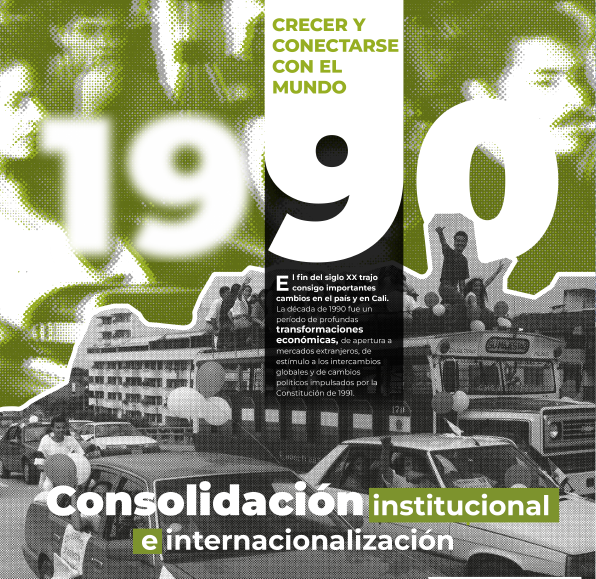 CRECER Y
CONECTARSE
CON EL
MUNDO
1990
El fin del siglo XX trajo
consigo importantes
cambios en el país y en Cali.
La década de 1990 fue un
periodo de profundas
transformaciones
económicas, de apertura a
mercados extranjeros, de
estímulo a los intercambios
globales y de cambios
políticos impulsados por la
Constitución de 1991.
170
Consolidación institucional
e internacionalización